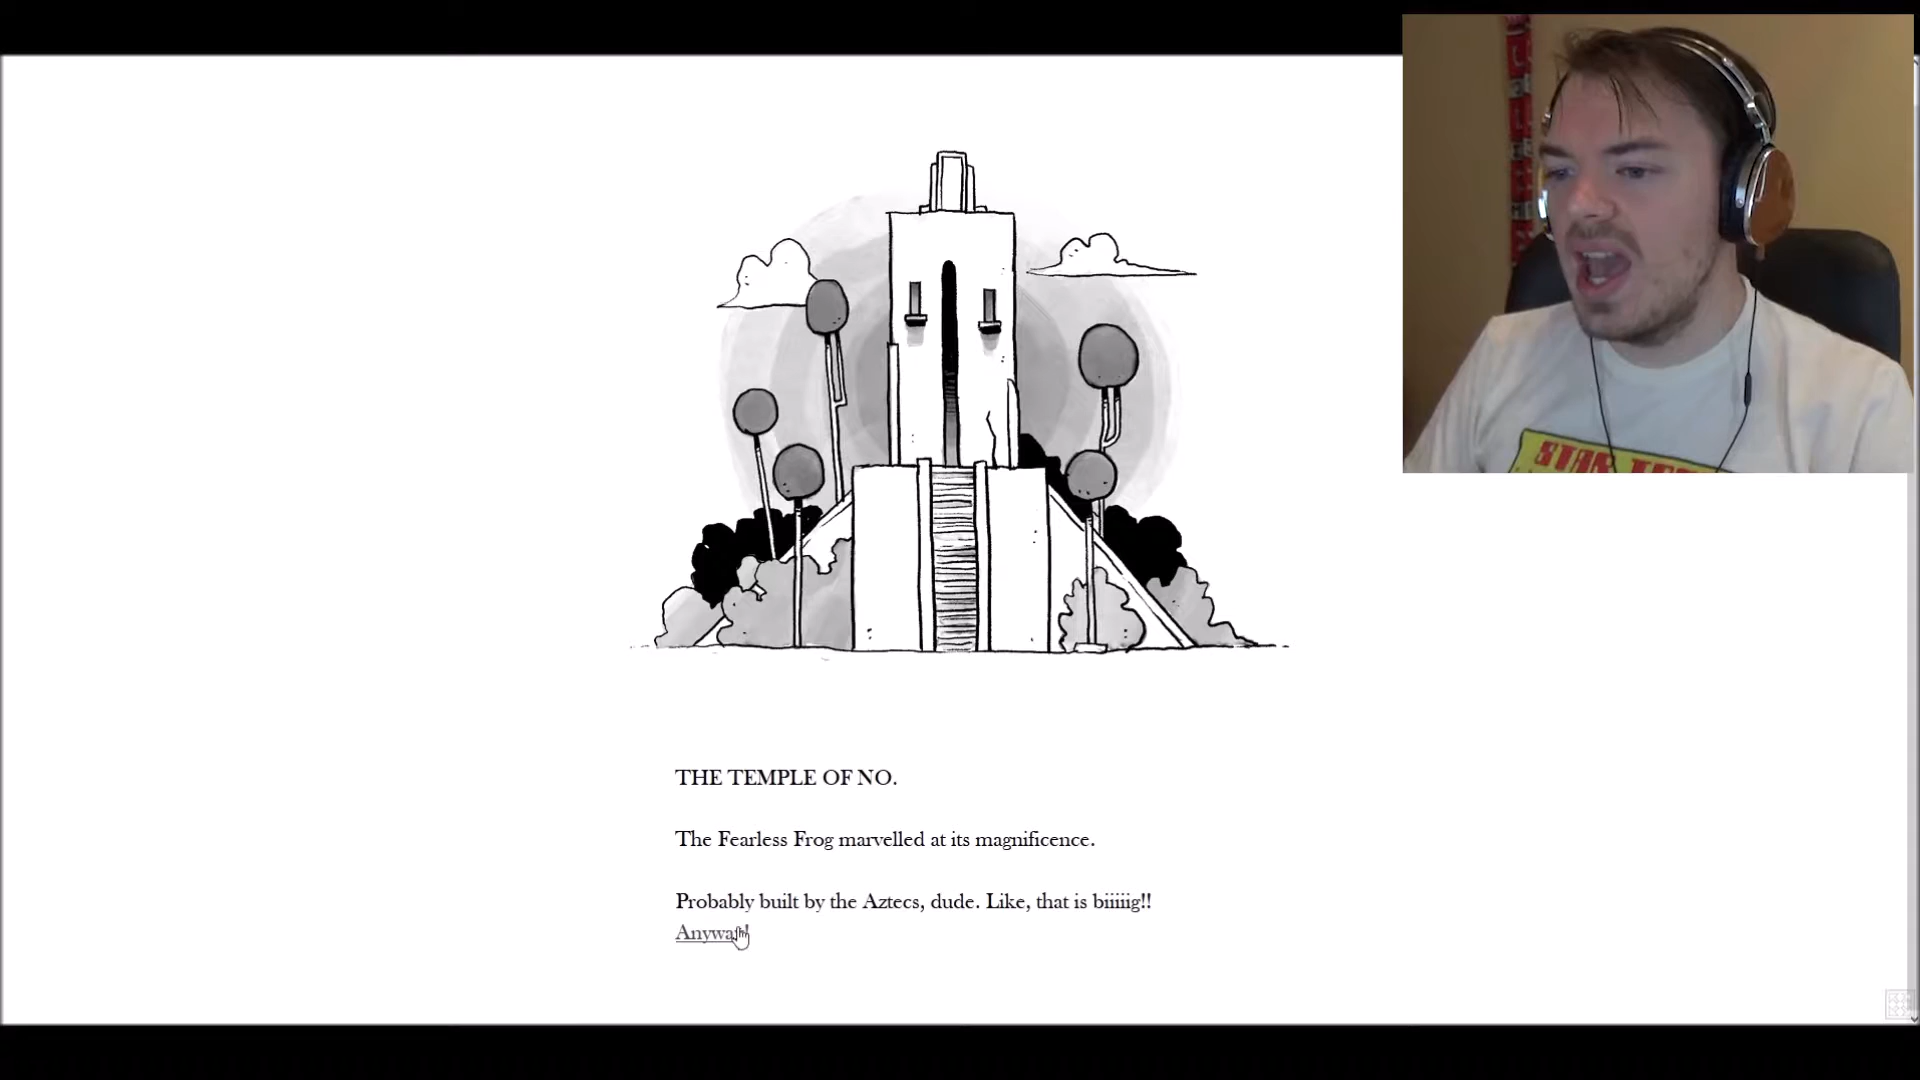 THE TEMPLE OF NO.
The Fearless Frog marvelled at its magnificence.
Probably built by the Aztecs, dude. Like, that is biiiiig!!